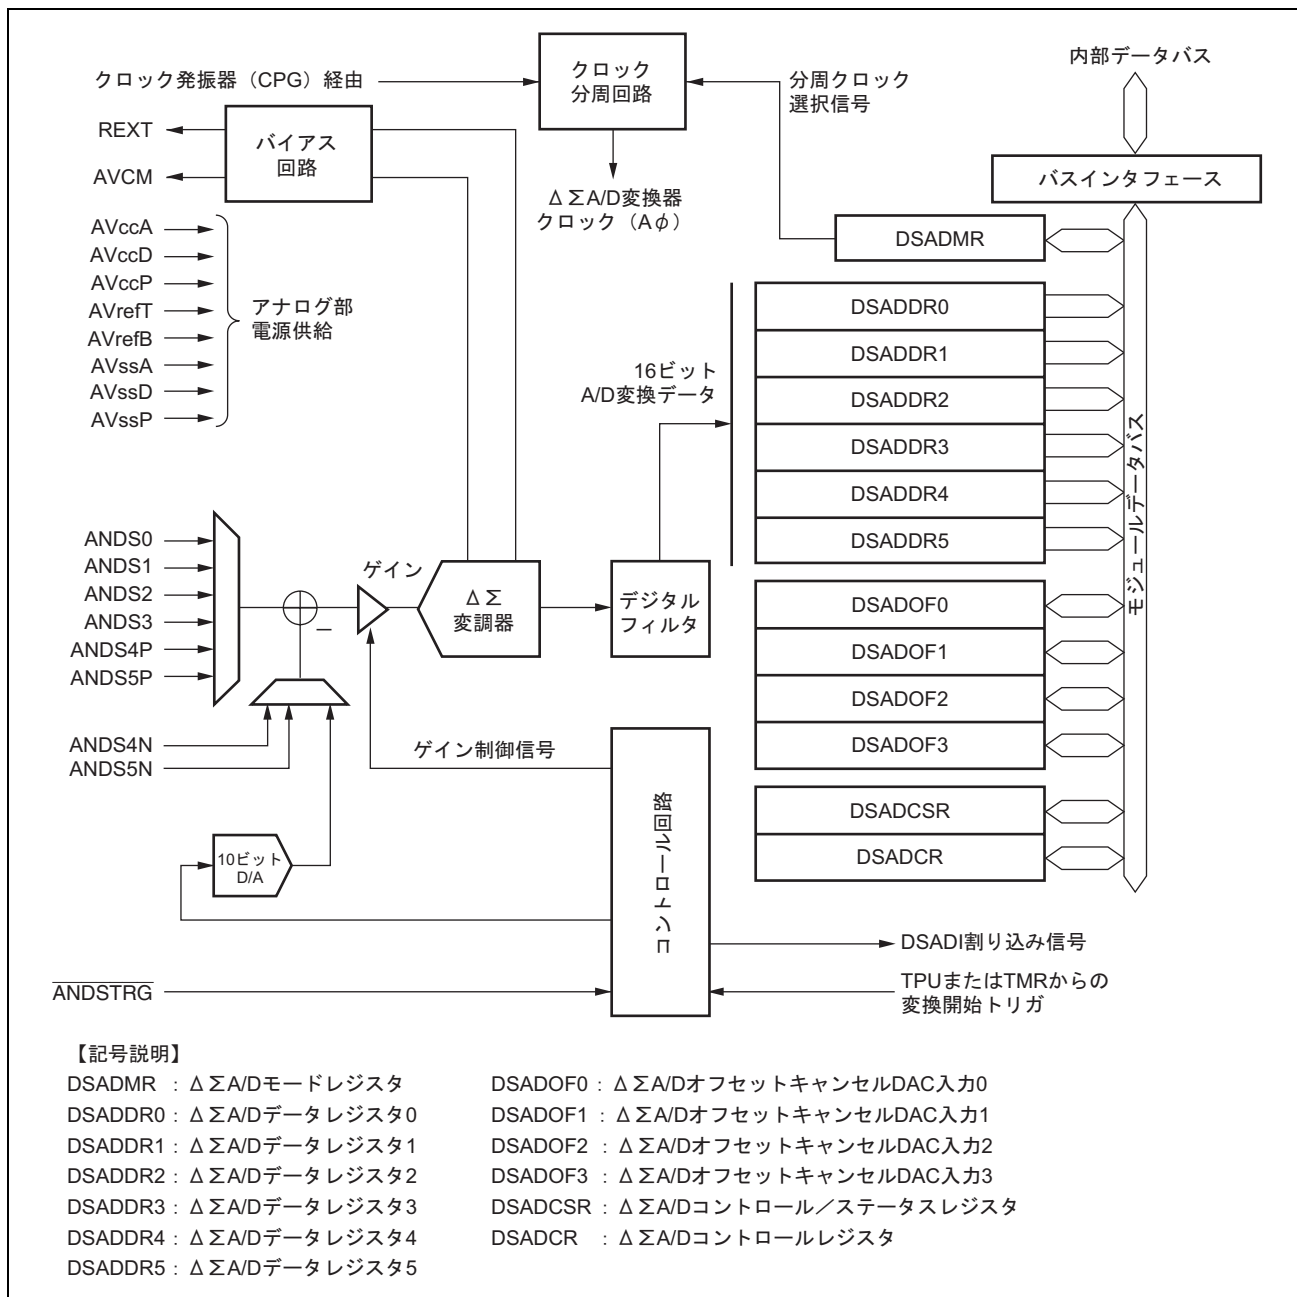 クロック発振器（CPG）経由
クロック
分周回路
分周クロック
選択信号
内部データバス
REXT
AVCM
バイアス
回路
ΔΣA/D変換器
クロック（Aφ）
バスインタフェース
DSADMR
AVccA
AVccD
AVccP
AVrefT
AVrefB
AVssA
AVssD
AVssP
アナログ部
電源供給
16ビット
A/D変換データ
DSADDR0
DSADDR1
DSADDR2
DSADDR3
DSADDR4
DSADDR5
モジュールデータバス
ANDS0
ANDS1
ANDS2
ANDS3
ANDS4P
ANDS5P
ゲイン
ΔΣ
変調器
デジタル
フィルタ
DSADOF0
DSADOF1
DSADOF2
DSADOF3
ANDS4N
ANDS5N
ゲイン制御信号
コントロール回路
DSADCSR
DSADCR
10ビット
D/A
DSADI割り込み信号
ANDSTRG
TPUまたはTMRからの
変換開始トリガ
【記号説明】
DSADMR ：ΔΣA/Dモードレジスタ
DSADDR0：ΔΣA/Dデータレジスタ0
DSADDR1：ΔΣA/Dデータレジスタ1
DSADDR2：ΔΣA/Dデータレジスタ2
DSADDR3：ΔΣA/Dデータレジスタ3
DSADDR4：ΔΣA/Dデータレジスタ4
DSADDR5：ΔΣA/Dデータレジスタ5
DSADOF0：ΔΣA/DオフセットキャンセルDAC入力0
DSADOF1：ΔΣA/DオフセットキャンセルDAC入力1
DSADOF2：ΔΣA/DオフセットキャンセルDAC入力2
DSADOF3：ΔΣA/DオフセットキャンセルDAC入力3
DSADCSR：ΔΣA/Dコントロール／ステータスレジスタ
DSADCR ：ΔΣA/Dコントロールレジスタ